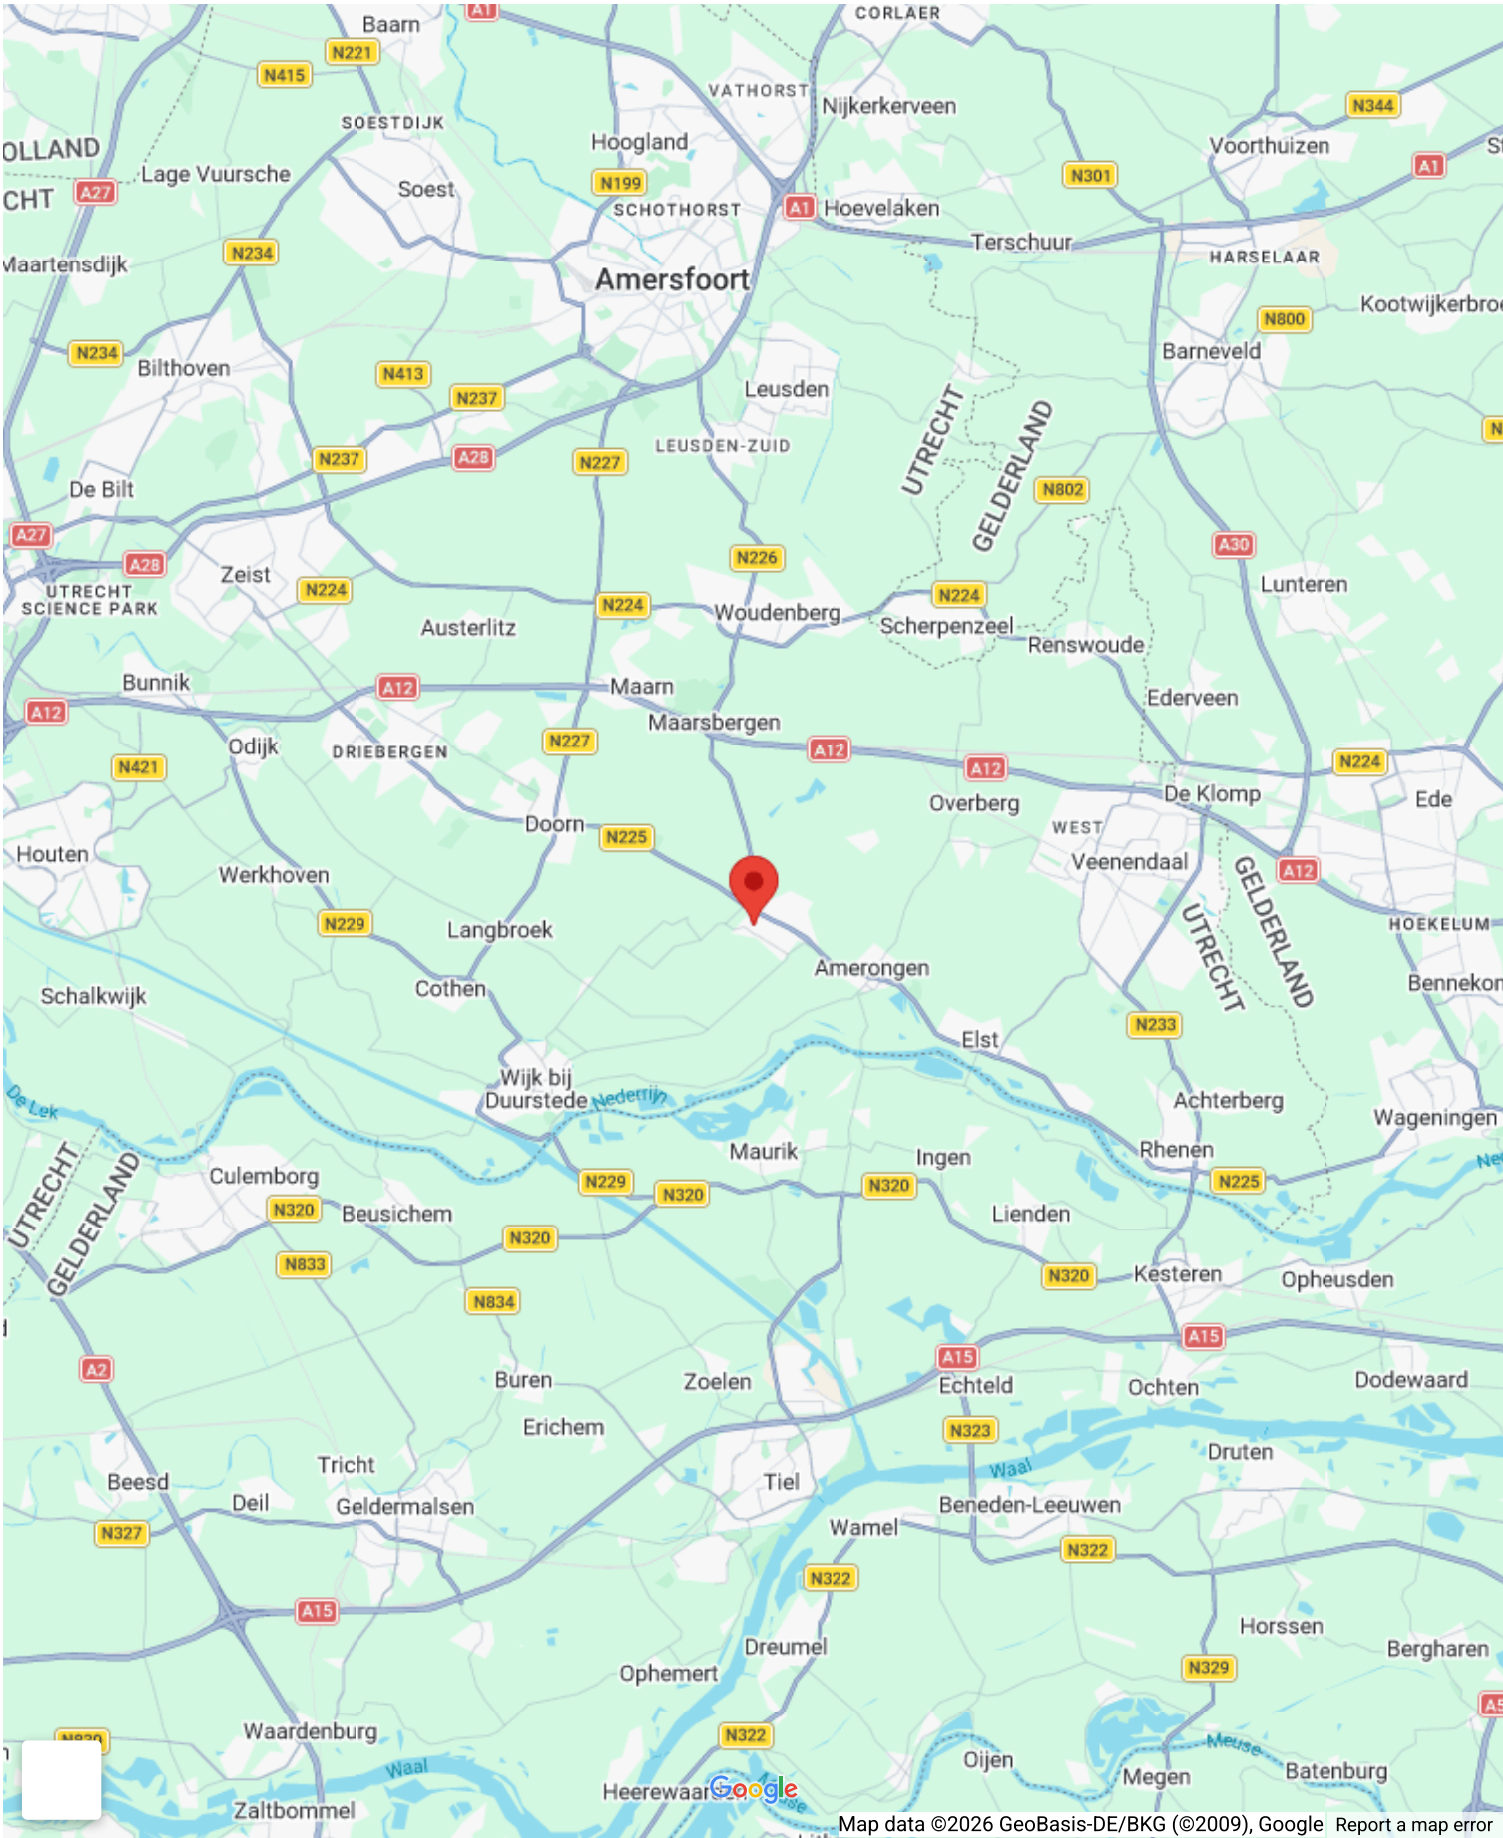 CORLAER
A1
Baarn
N221
N415
VATHORST
Nijkerkerveen
N344
SOESTDIJK
Hoogland
Voorthuizen
OLLAND
A1
Lage Vuursche
N301
CHT
A27
Soest
N199
SCHOTHORST
A1
Hoevelaken
Terschuur
N234
HARSELAAR
Maartensdijk
Amersfoort
N800
N234
Barneveld
Bilthoven
N413
Leusden
N237
UTRECHT
GELDERLAND
LEUSDEN-ZUID
N237
A28
N227
De Bilt
N802
A27
A30
A28
N226
UTRECHT
SCIENCE PARK
Zeist
N224
Lunteren
N224
N224
Woudenberg
Austerlitz
Scherpenzeel
Renswoude
Bunnik
A12
Maarn
Ederveen
A12
Maarsbergen
Odijk
DRIEBERGEN
N227
A12
N421
A12
N224
De Klomp
Overberg
Ede
WEST
Doorn
N225
Houten
Veenendaal
Werkhoven
A12
GELDERLAND
UTRECHT
N229
Langbroek
HOEKELUM
Amerongen
Cothen
Schalkwijk
N233
Elst
Wijk bij
Duurstede
Nederrijn
De Lek
Achterberg
Wageningen
Maurik
Ingen
Rhenen
UTRECHT
GELDERLAND
Culemborg
N229
N320
N320
N225
N320
Beusichem
Lienden
N320
N833
N320
Kesteren
Opheusden
N834
A15
A2
A15
Buren
Zoelen
Echteld
Ochten
Dodewaard
Erichem
N323
Druten
Tricht
Waal
Beesd
Tiel
Deil
Geldermalsen
Beneden-Leeuwen
N327
Wamel
N322
N322
A15
Horssen
Dreumel
Bergharen
Ophemert
N329
Waardenburg
N322
Oijen
Meuse
Waal
Megen
Batenburg
Google
Zaltbommel
Map data ©2026 GeoBasis-DE/BKG (©2009), Google
Report a map error